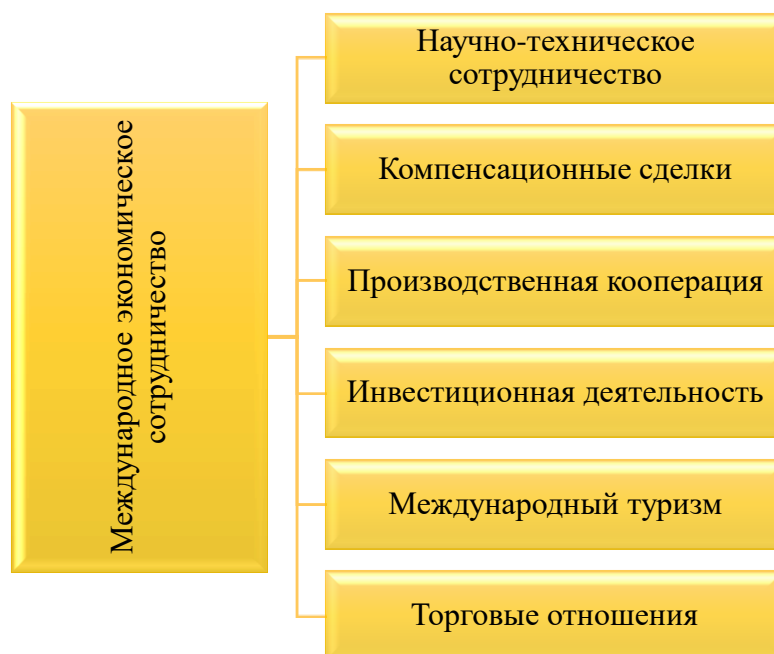 Международное экономическое
сотрудничество
Научно-техническое
сотрудничество
Компенсационные сделки
Производственная кооперация
Инвестиционная деятельность
Международный туризм
Торговые отношения